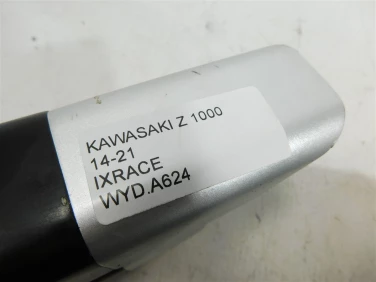 KAWASAKI Z 1000
14-21
IXRACE
WYD.A624